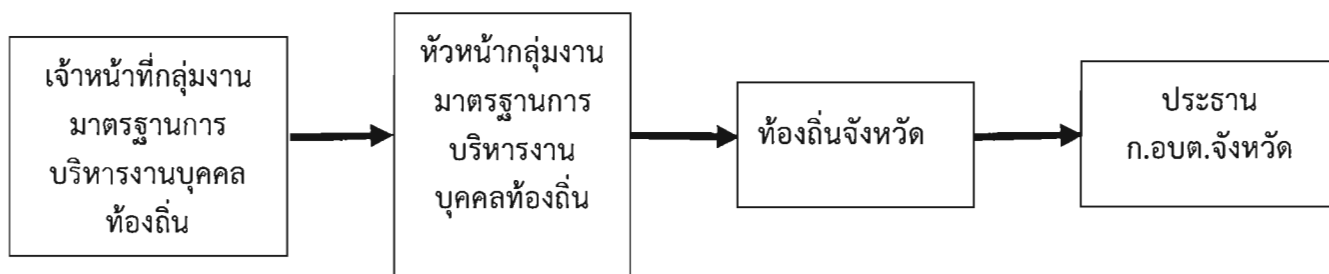 เจ้าหน้าที่กลุ่มงาน
มาตรฐานการ
บริหารงานบุคคล
ท้องถิ่น
หัวหน้ากลุ่มงาน
มาตรฐานการ
บริหารงาน
บุคคลท้องถิ่น
ท้องถิ่นจังหวัด
ประธาน
ก.อบต.จังหวัด